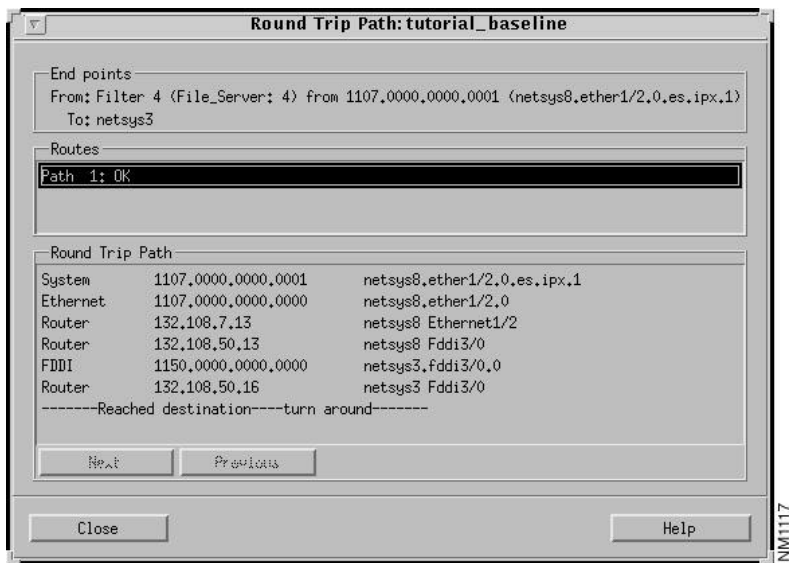 Round Trip Path: tutorial_baseline
End points
From: Filter 4 (File_Server: 4) from 1107.0000.0000.0001 (netsys8.ether1/2.0.es.ipx.1)
To: netsys3
Routes
Path 1: OK
Round Trip Path
System 1107.0000.0000.0001 netsys8.ether1/2.0.es.ipx.1
Ethernet 1107.0000.0000.0000 netsys8.ether1/2.0
Router 132.108.7.13 netsys8 Ethernet1/2
Router 132.108.50.13 netsys8 Fddi3/0
FDDI 1150.0000.0000.0000 netsys3.fddi3/0.0
Router 132.108.50.16 netsys3 Fddi3/0
-------Reached destination----turn around-------
Next Previous
Close Help
NM1117